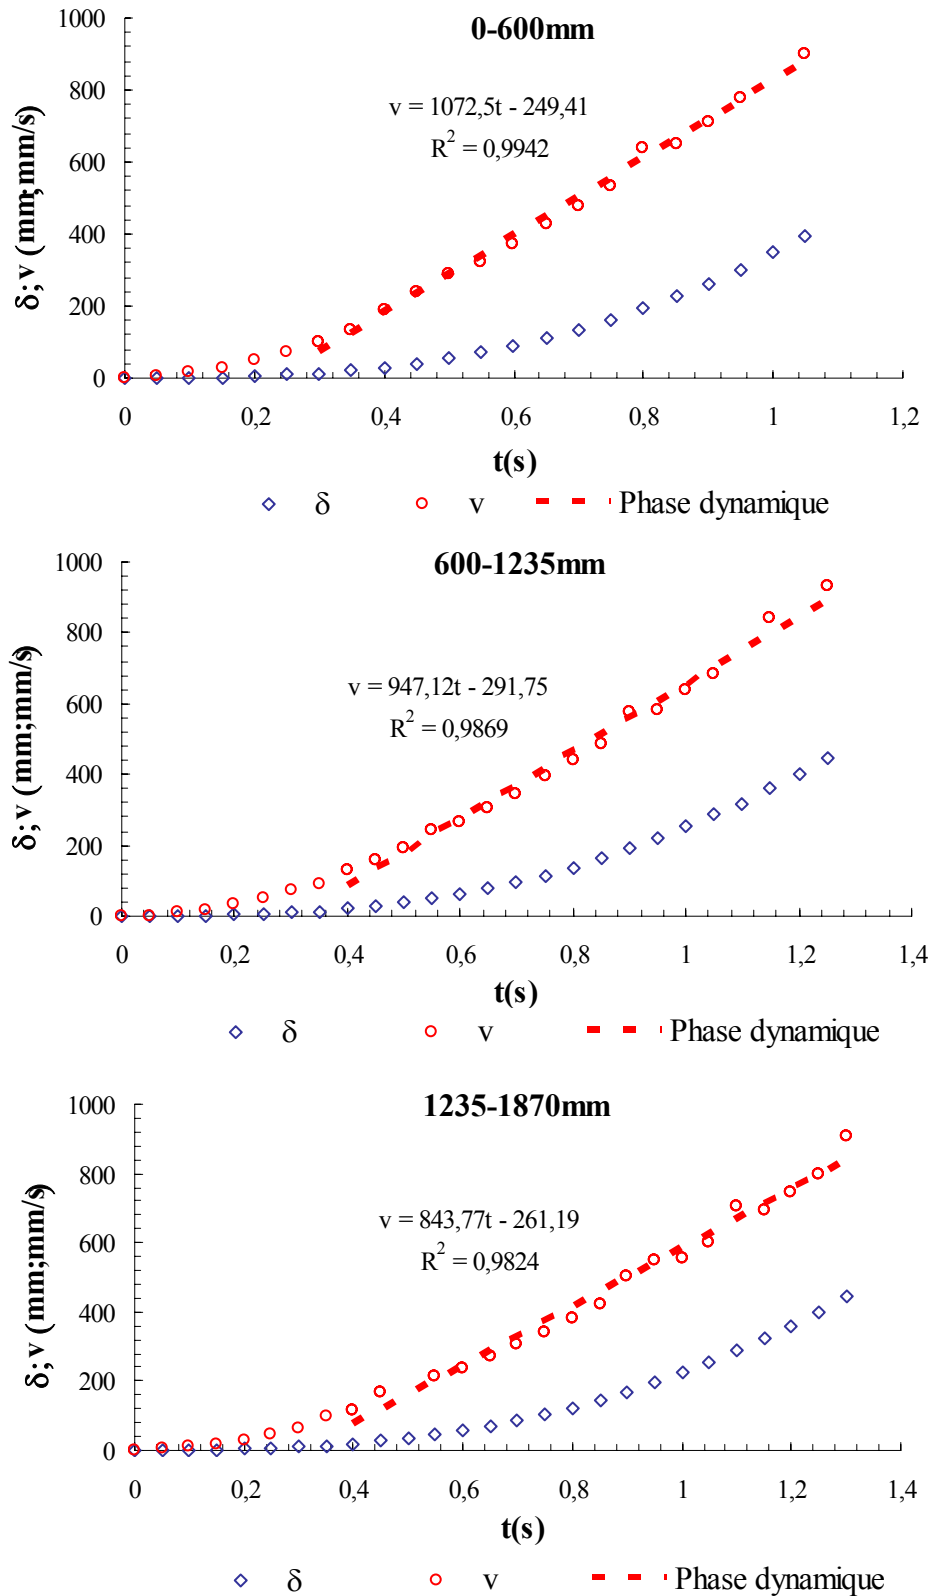 0-600mm
δ; v (mm;mm/s)
1000
800
600
400
200
0
v = 1072,5t - 249,41
R² = 0,9942
0 0,2 0,4 0,6 0,8 1 1,2
t(s)
δ v Phase dynamique
600-1235mm
δ; v (mm;mm/s)
1000
800
600
400
200
0
v = 947,12t - 291,75
R² = 0,9869
0 0,2 0,4 0,6 0,8 1 1,2 1,4
t(s)
δ v Phase dynamique
1235-1870mm
δ; v (mm;mm/s)
1000
800
600
400
200
0
v = 843,77t - 261,19
R² = 0,9824
0 0,2 0,4 0,6 0,8 1 1,2 1,4
t(s)
δ v Phase dynamique